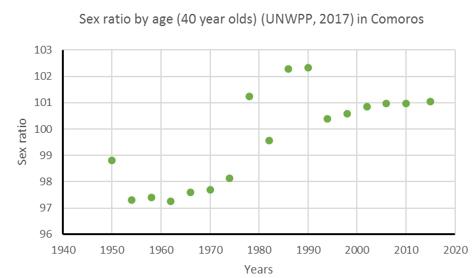 Sex ratio by age (40 year olds) (UNWPP, 2017) in Comoros
103
102
101
100
99
98
97
96
Sex ratio
1940 1950 1960 1970 1980 1990 2000 2010 2020
Years